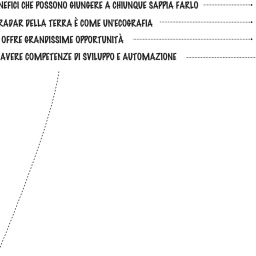 NEFICI CHE POSSONO GIUNGERE A CHIUNQUE SAPPIA FARLO
RADAR DELLA TERRA È COME UN'ECOGRAFIA
OFFRE GRANDISSIME OPPORTUNITÀ
AVERE COMPETENZE DI SVILUPPO E AUTOMAZIONE